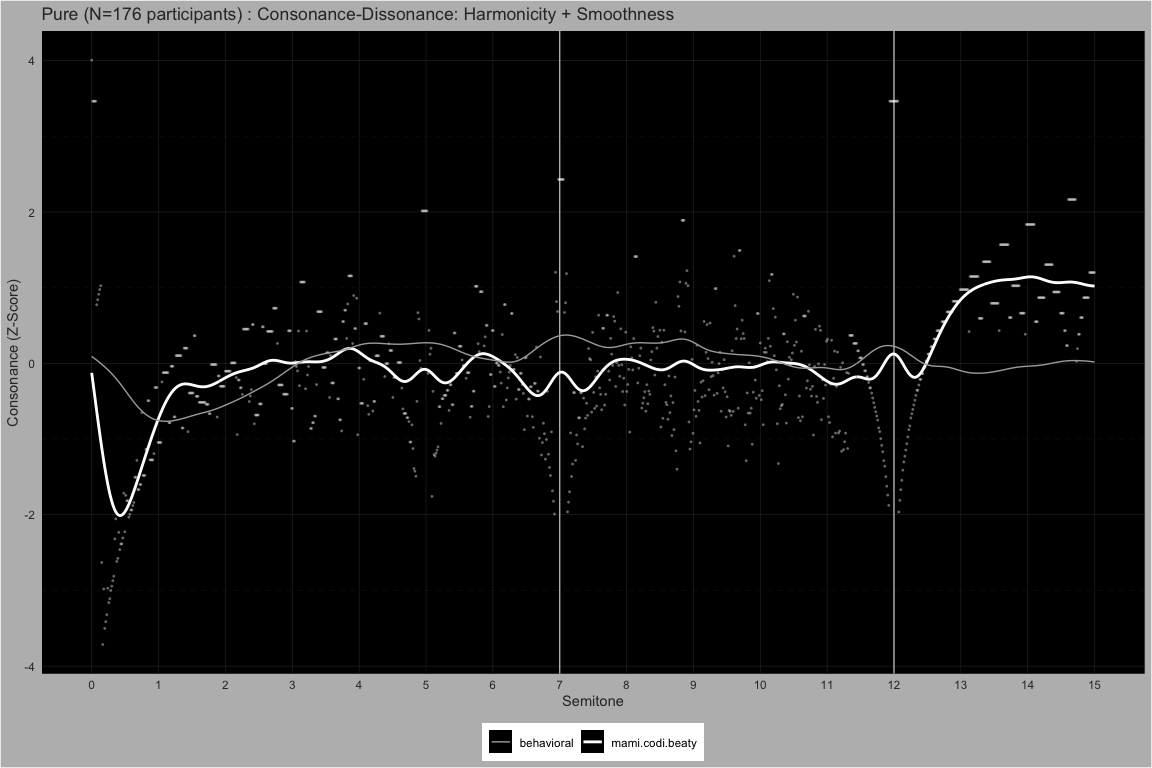 Pure (N=176 participants) : Consonance-Dissonance: Harmonicity + Smoothness
Consonance (Z-Score)
4
2
0
-2
-4
0 1 2 3 4 5 6 7 8 9 10 11 12 13 14 15
Semitone
behavioral mami.codi.beaty